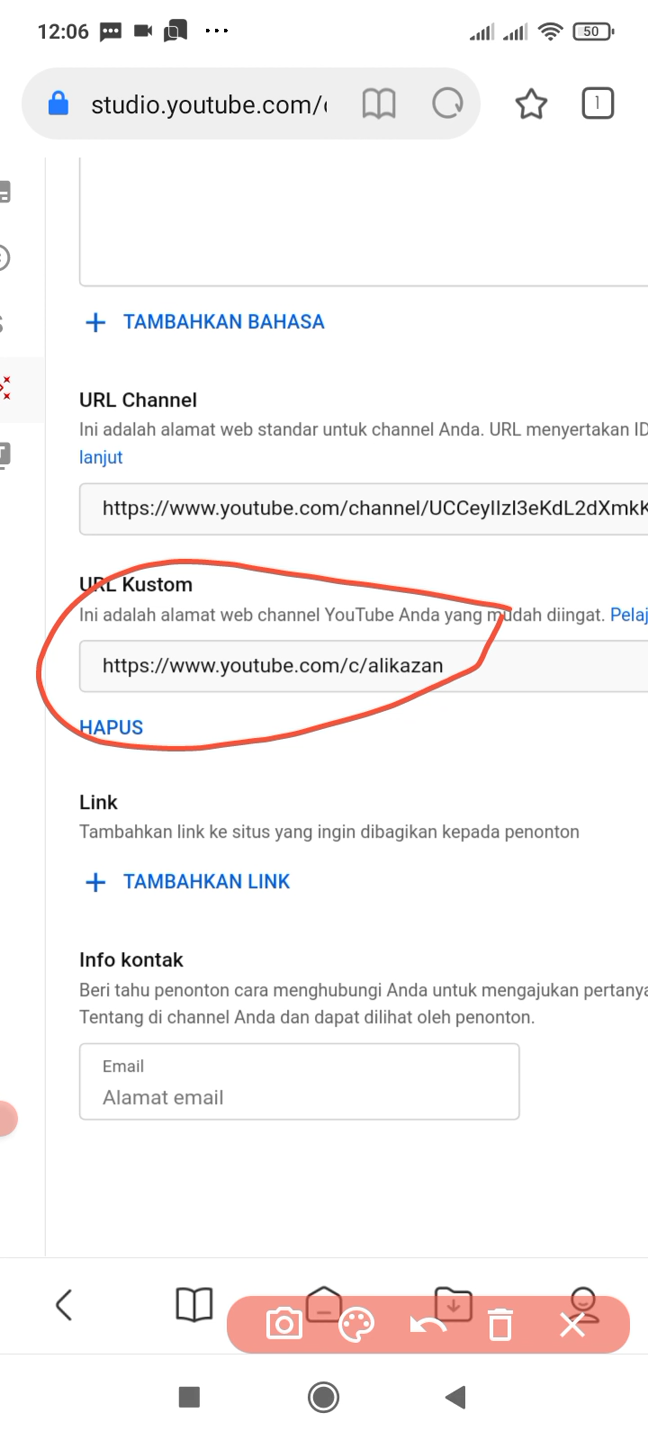 12:06
50
studio.youtube.com/
1
+ TAMBAHKAN BAHASA
URL Channel
Ini adalah alamat web standar untuk channel Anda. URL menyertakan ID
lanjut
https://www.youtube.com/channel/UCCeyIIzl3eKdL2dXmkK
URL Kustom
Ini adalah alamat web channel YouTube Anda yang mudah diingat. Pelaj
https://www.youtube.com/c/alikazan
HAPUS
Link
Tambahkan link ke situs yang ingin dibagikan kepada penonton
+ TAMBAHKAN LINK
Info kontak
Beri tahu penonton cara menghubungi Anda untuk mengajukan pertanya
Tentang di channel Anda dan dapat dilihat oleh penonton.
Email
Alamat email